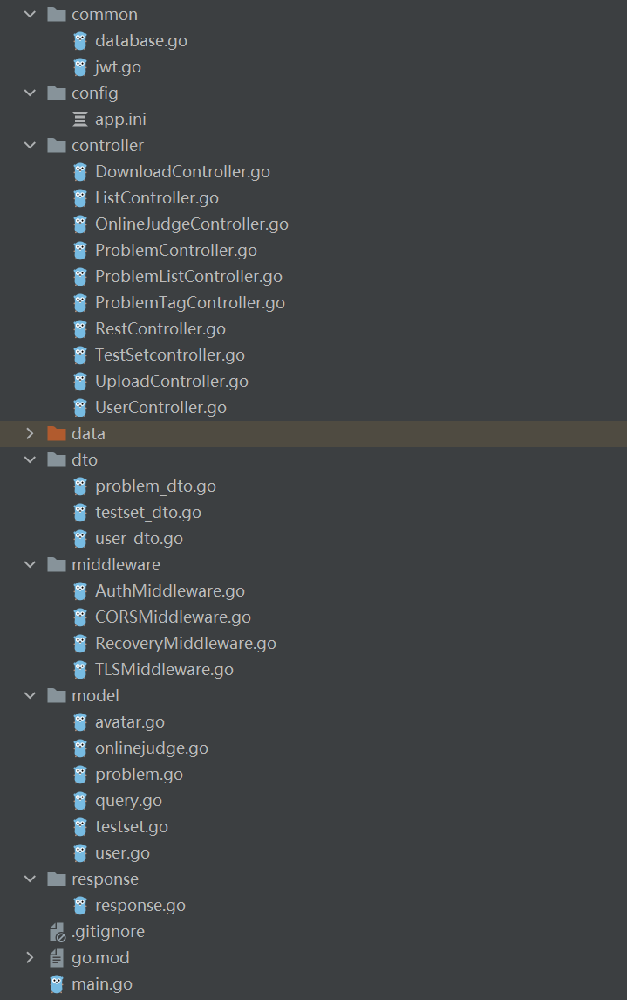 common
database.go
jwt.go
config
app.ini
controller
DownloadController.go
ListController.go
OnlineJudgeController.go
ProblemController.go
ProblemListController.go
ProblemTagController.go
RestController.go
TestSetcontroller.go
UploadController.go
UserController.go
data
dto
problem_dto.go
testset_dto.go
user_dto.go
middleware
AuthMiddleware.go
CORSMiddleware.go
RecoveryMiddleware.go
TLSMiddleware.go
model
avatar.go
onlinejudge.go
problem.go
query.go
testset.go
user.go
response
response.go
.gitignore
go.mod
main.go